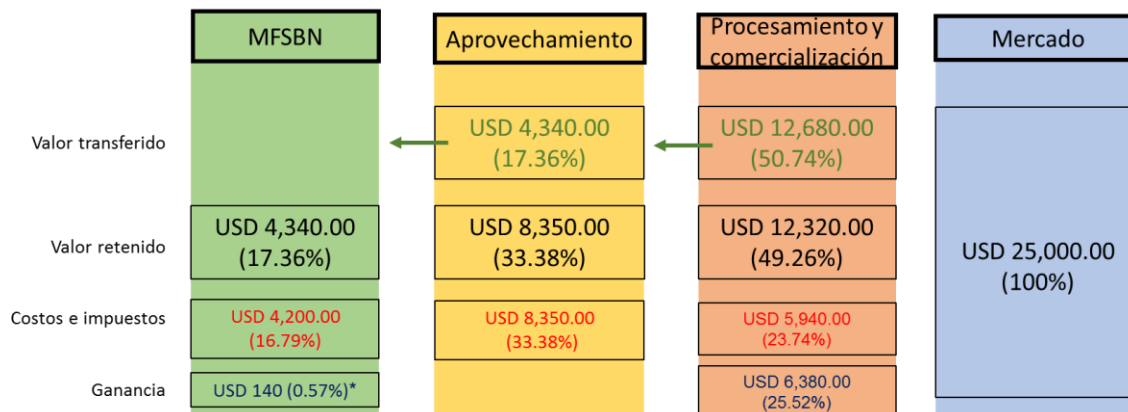 MFSBN
Aprovechamiento
Procesamiento y
comercialización
Mercado
Valor transferido
USD 4,340.00
(17.36%)
USD 12,680.00
(50.74%)
Valor retenido
USD 4,340.00
(17.36%)
USD 8,350.00
(33.38%)
USD 12,320.00
(49.26%)
USD 25,000.00
(100%)
Costos e impuestos
USD 4,200.00
(16.79%)
USD 8,350.00
(33.38%)
USD 5,940.00
(23.74%)
Ganancia
USD 140 (0.57%)*
USD 6,380.00
(25.52%)